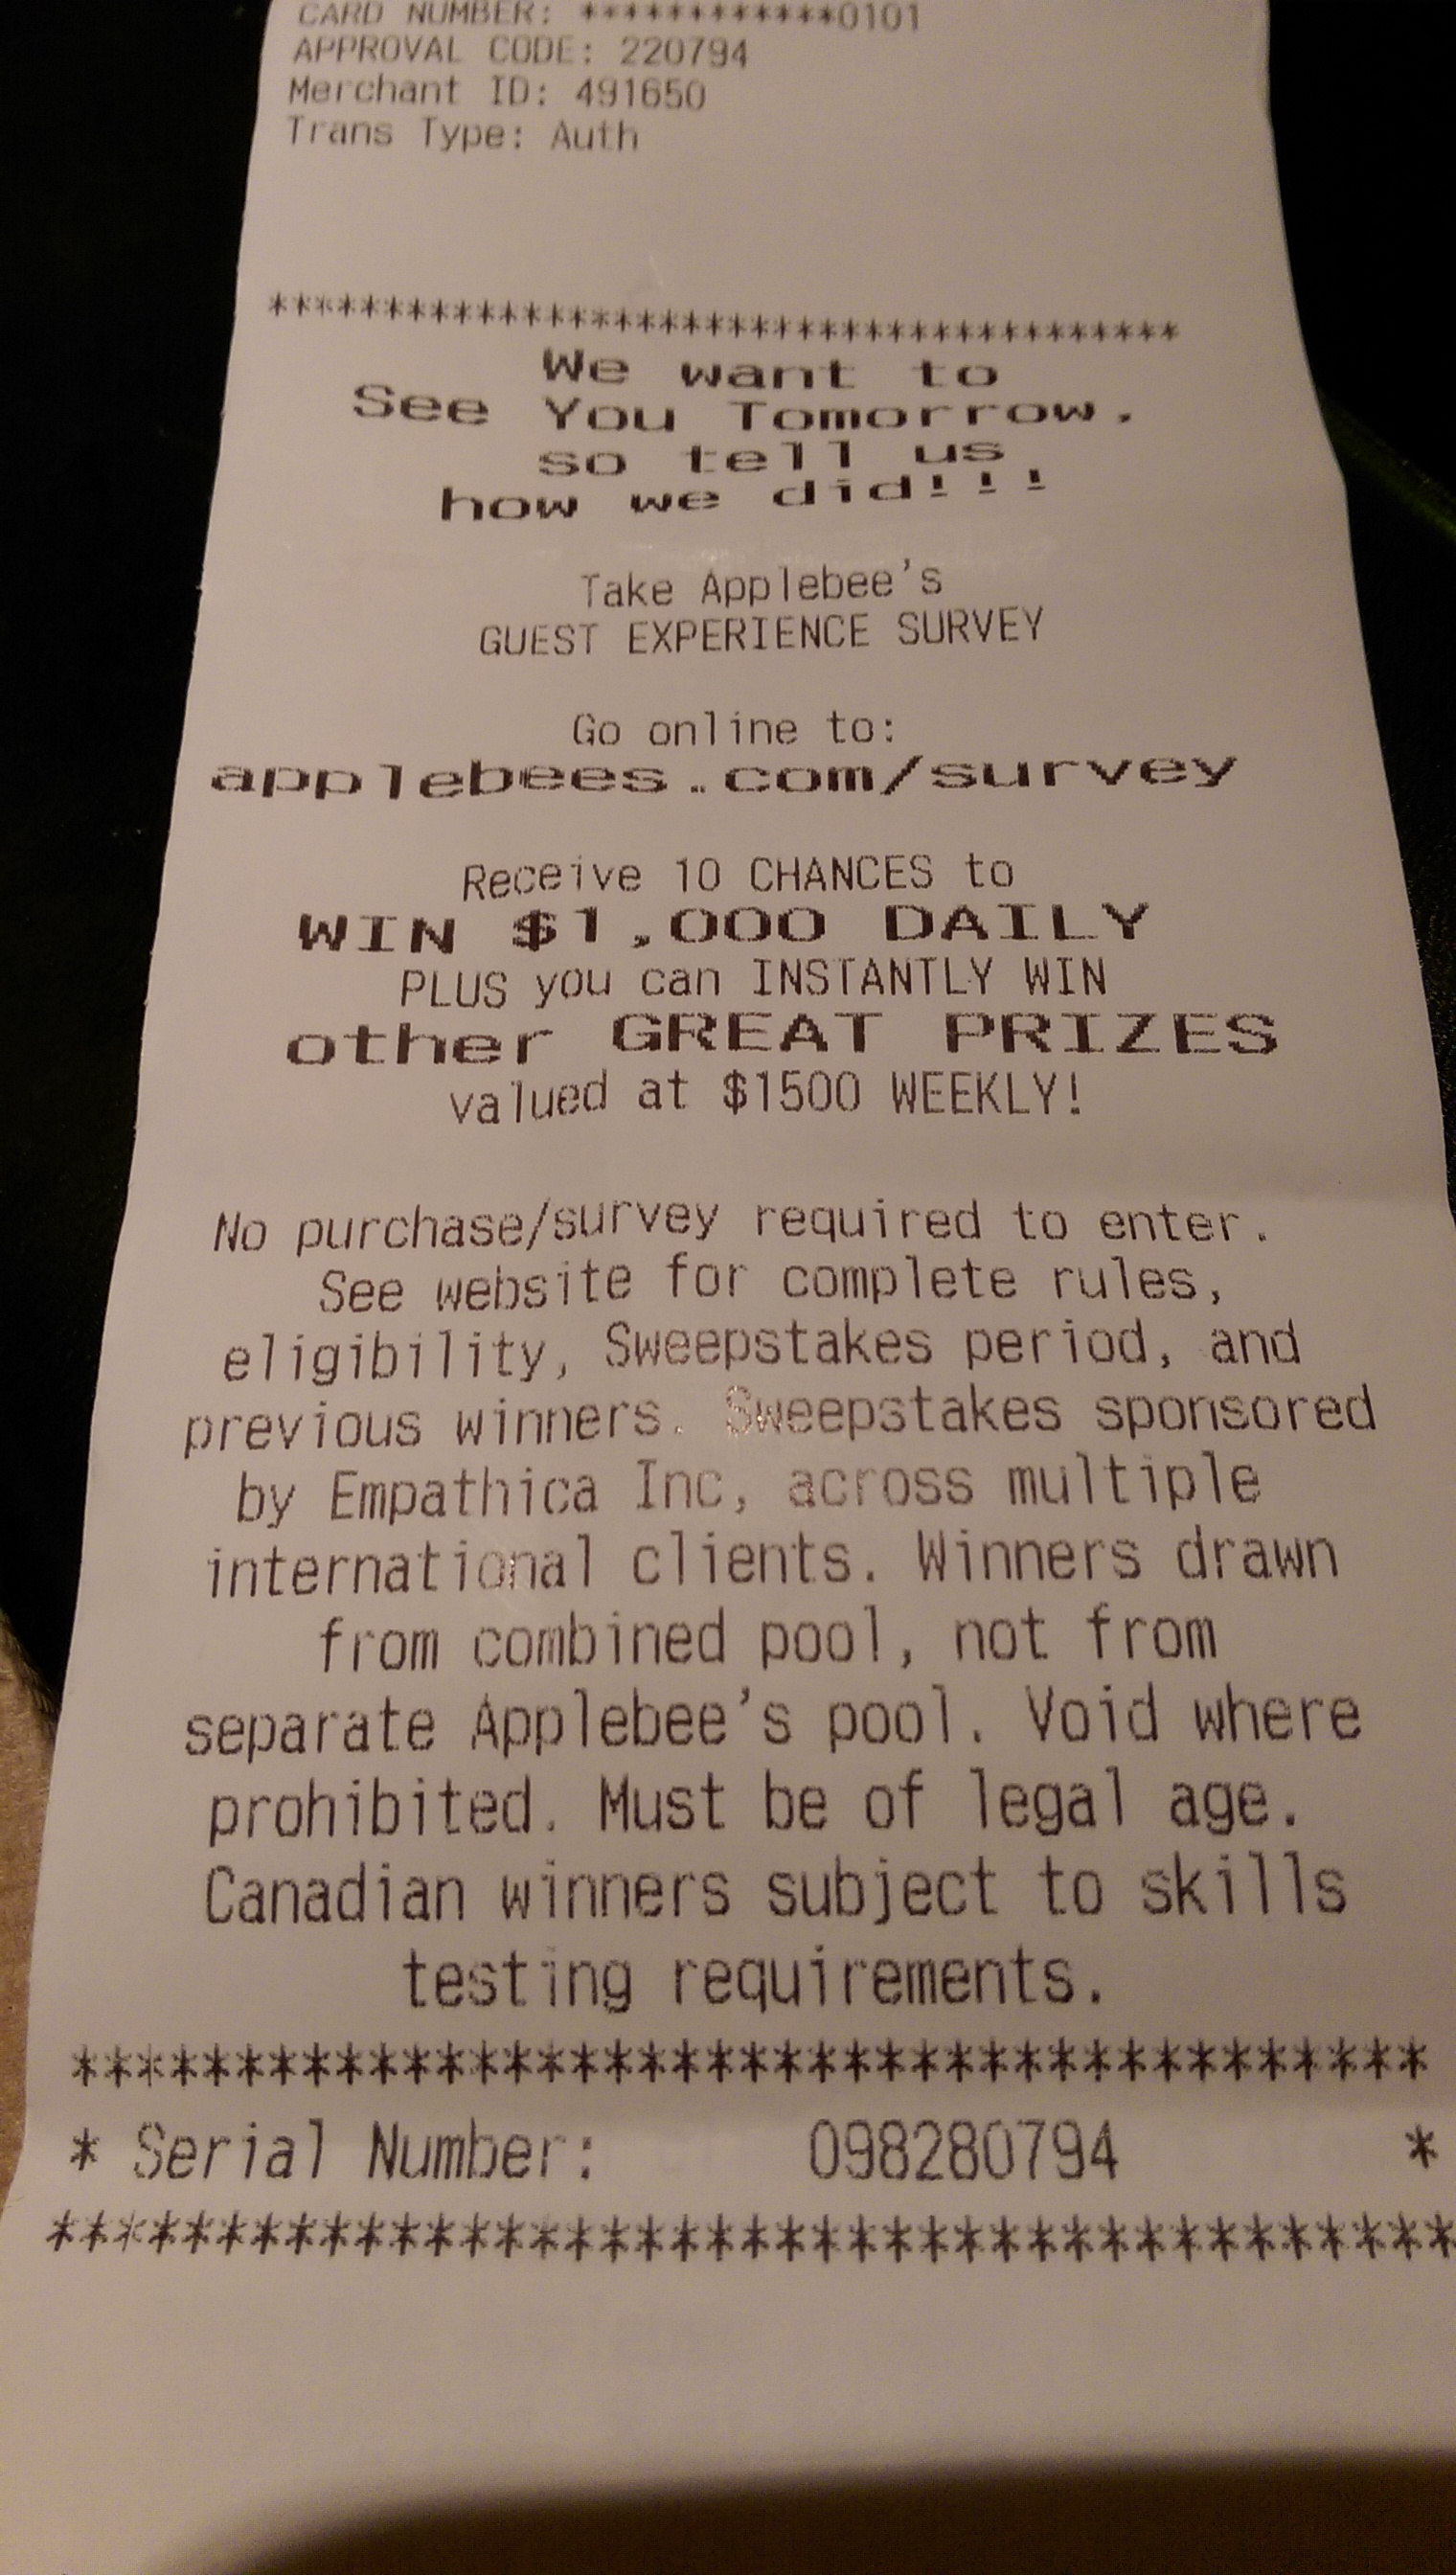 CARD NUMBER: ************0101
APPROVAL CODE: 220794
Merchant ID: 491650
Trans Type: Auth
****************************************
We want to
See You Tomorrow.
so tell us
how we did!!!
Take Applebee's
GUEST EXPERIENCE SURVEY
Go online to:
applebees.com/survey
Receive 10 CHANCES to
WIN $1,000 DAILY
PLUS you can INSTANTLY WIN
other GREAT PRIZES
valued at $1500 WEEKLY!
No purchase/survey required to enter.
See website for complete rules,
eligibility, Sweepstakes period, and
previous winners. Sweepstakes sponsored
by Empathica Inc, across multiple
international clients. Winners drawn
from combined pool, not from
separate Applebee's pool. Void where
prohibited. Must be of legal age.
Canadian winners subject to skills
testing requirements.
****************************************
* Serial Number: 098280794 *
****************************************